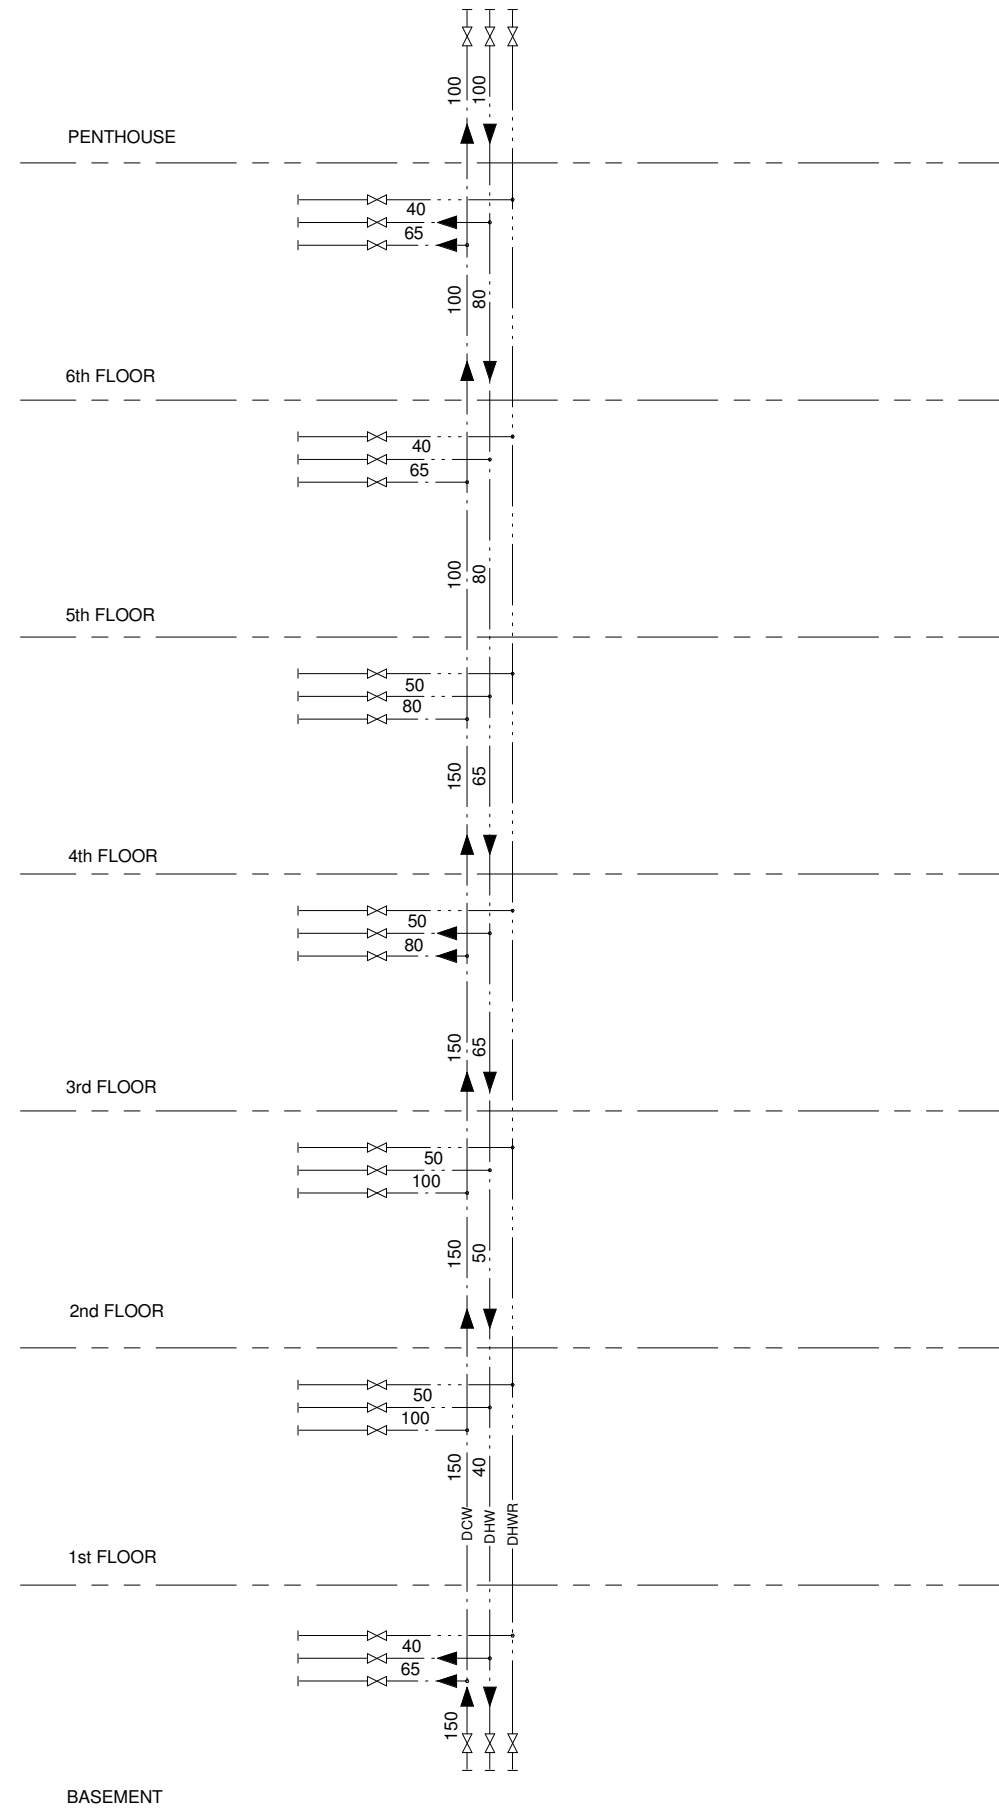 100 100
PENTHOUSE
40
65
100 80
6th FLOOR
40
65
100 80
5th FLOOR
50
80
150 65
4th FLOOR
50
80
150 65
3rd FLOOR
50
100
150 50
2nd FLOOR
50
100
150 40
DCW DHW DHWR
1st FLOOR
40
65
150
BASEMENT